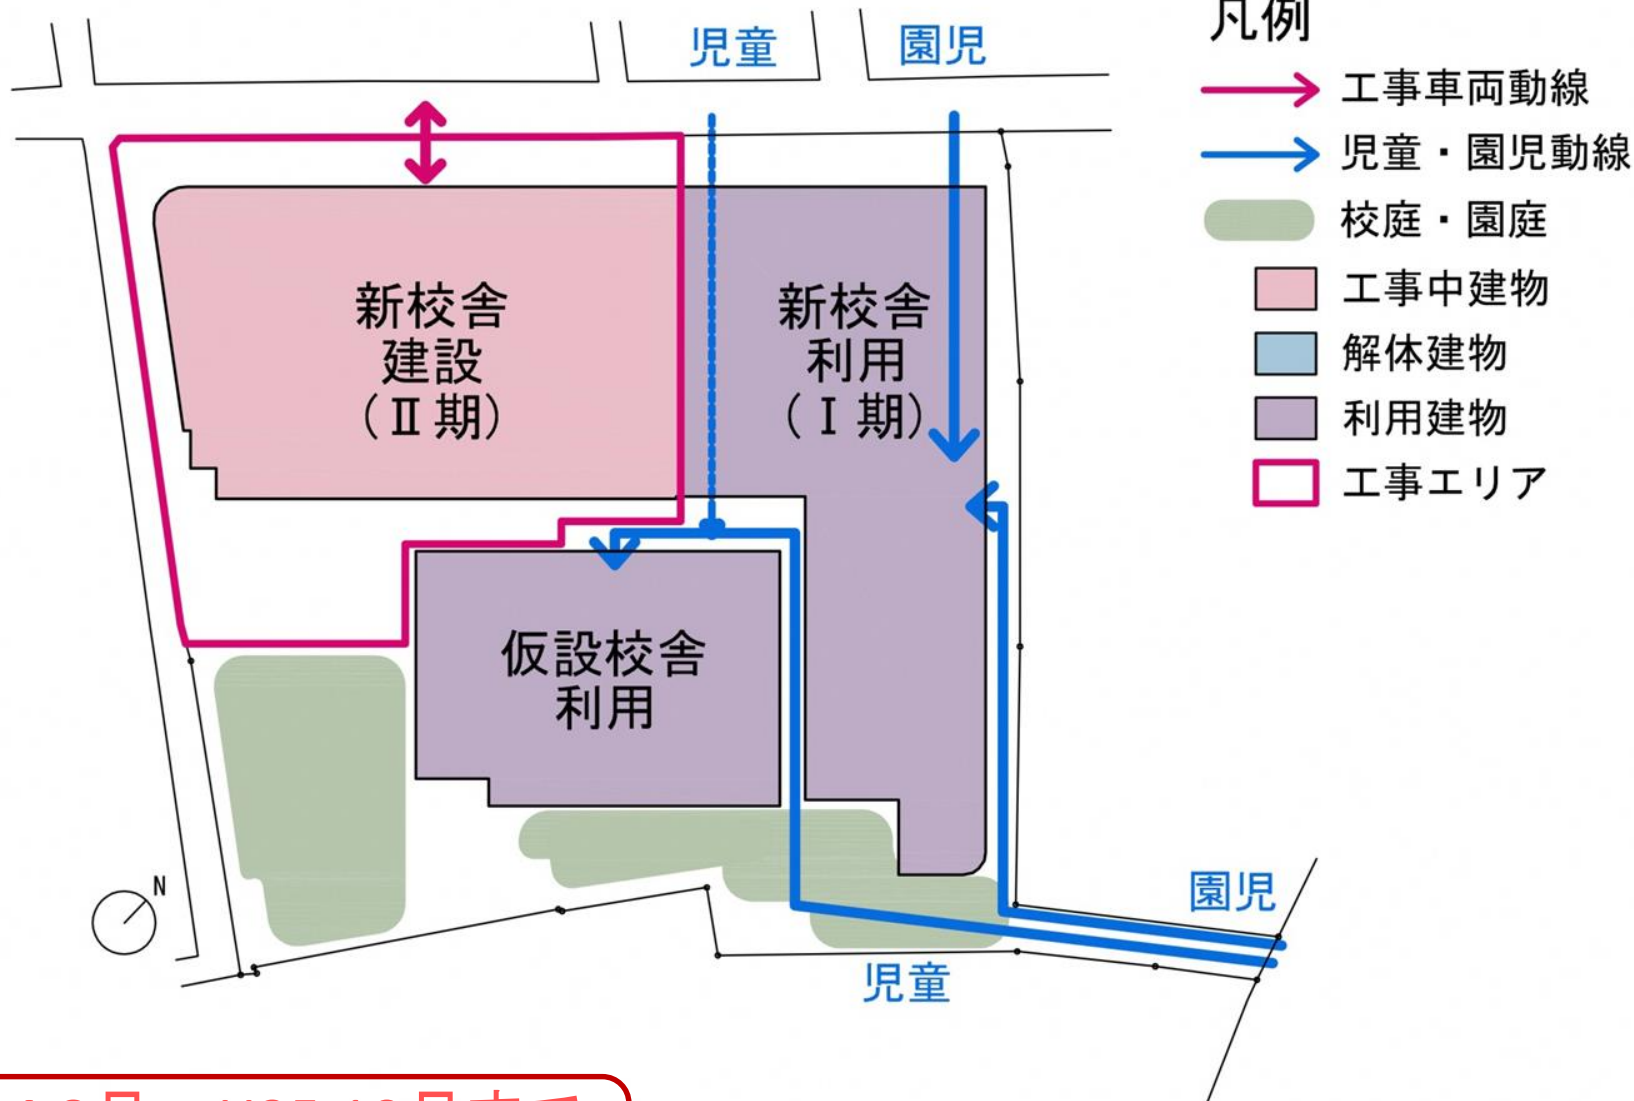 児童
園児
凡例
工事車両動線
児童・園児動線
校庭・園庭
工事中建物
解体建物
利用建物
工事エリア
新校舎
建設
（Ⅱ期）
新校舎
利用
（Ⅰ期）
仮設校舎
利用
N
園児
児童